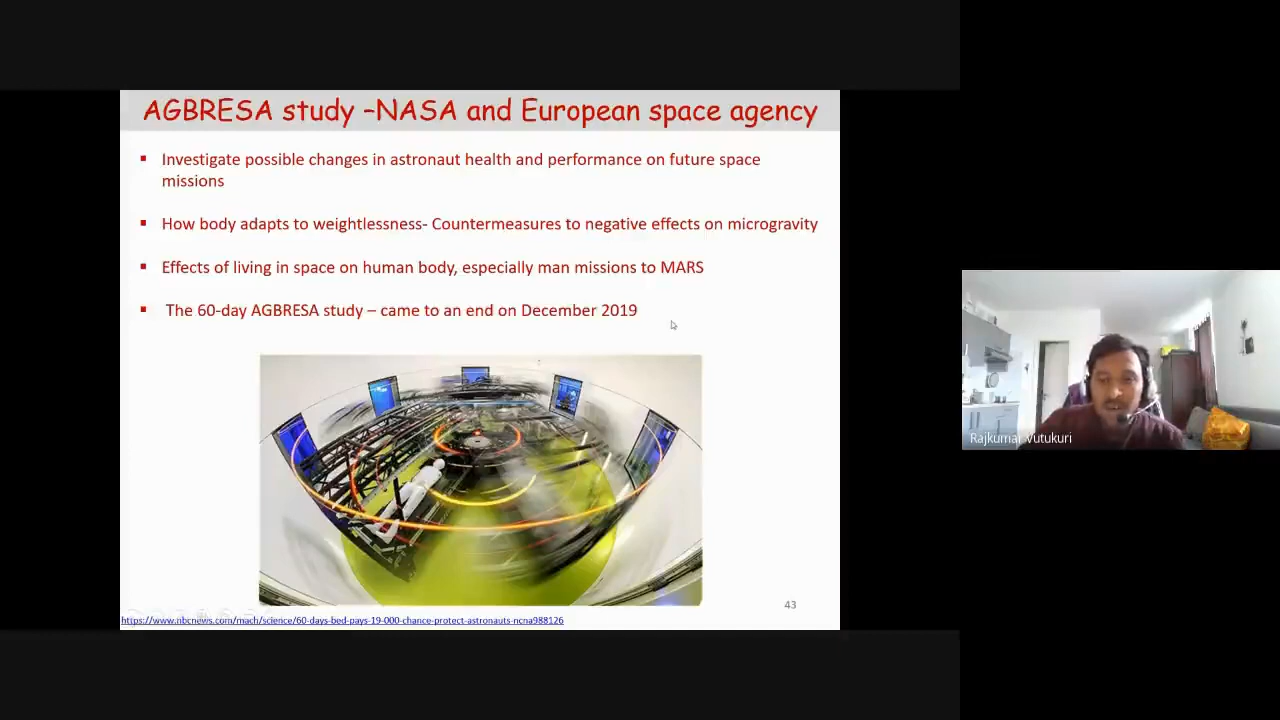 AGBRESA study –NASA and European space agency
▪ Investigate possible changes in astronaut health and performance on future space
missions
▪ How body adapts to weightlessness- Countermeasures to negative effects on microgravity
▪ Effects of living in space on human body, especially man missions to MARS
▪ The 60-day AGBRESA study – came to an end on December 2019
Rajkumar Vutukuri
43
https://www.nbcnews.com/mach/science/60-days-bed-pays-19-000-chance-protect-astronauts-ncna988126